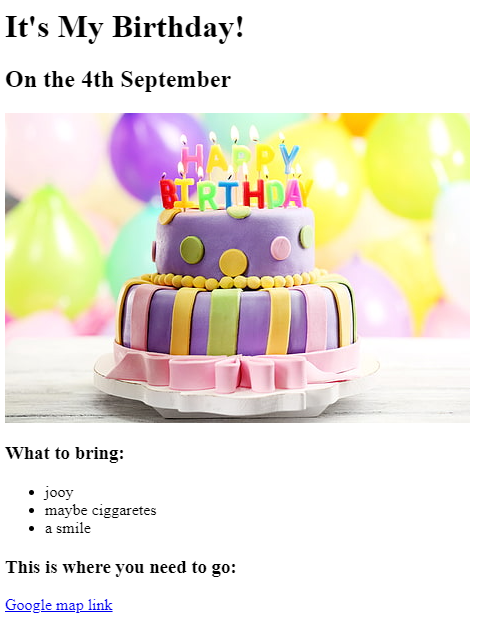 It's My Birthday!
On the 4th September
HAPPY
BIRTHDAY
What to bring:
jooy
maybe ciggaretes
a smile
This is where you need to go:
Google map link